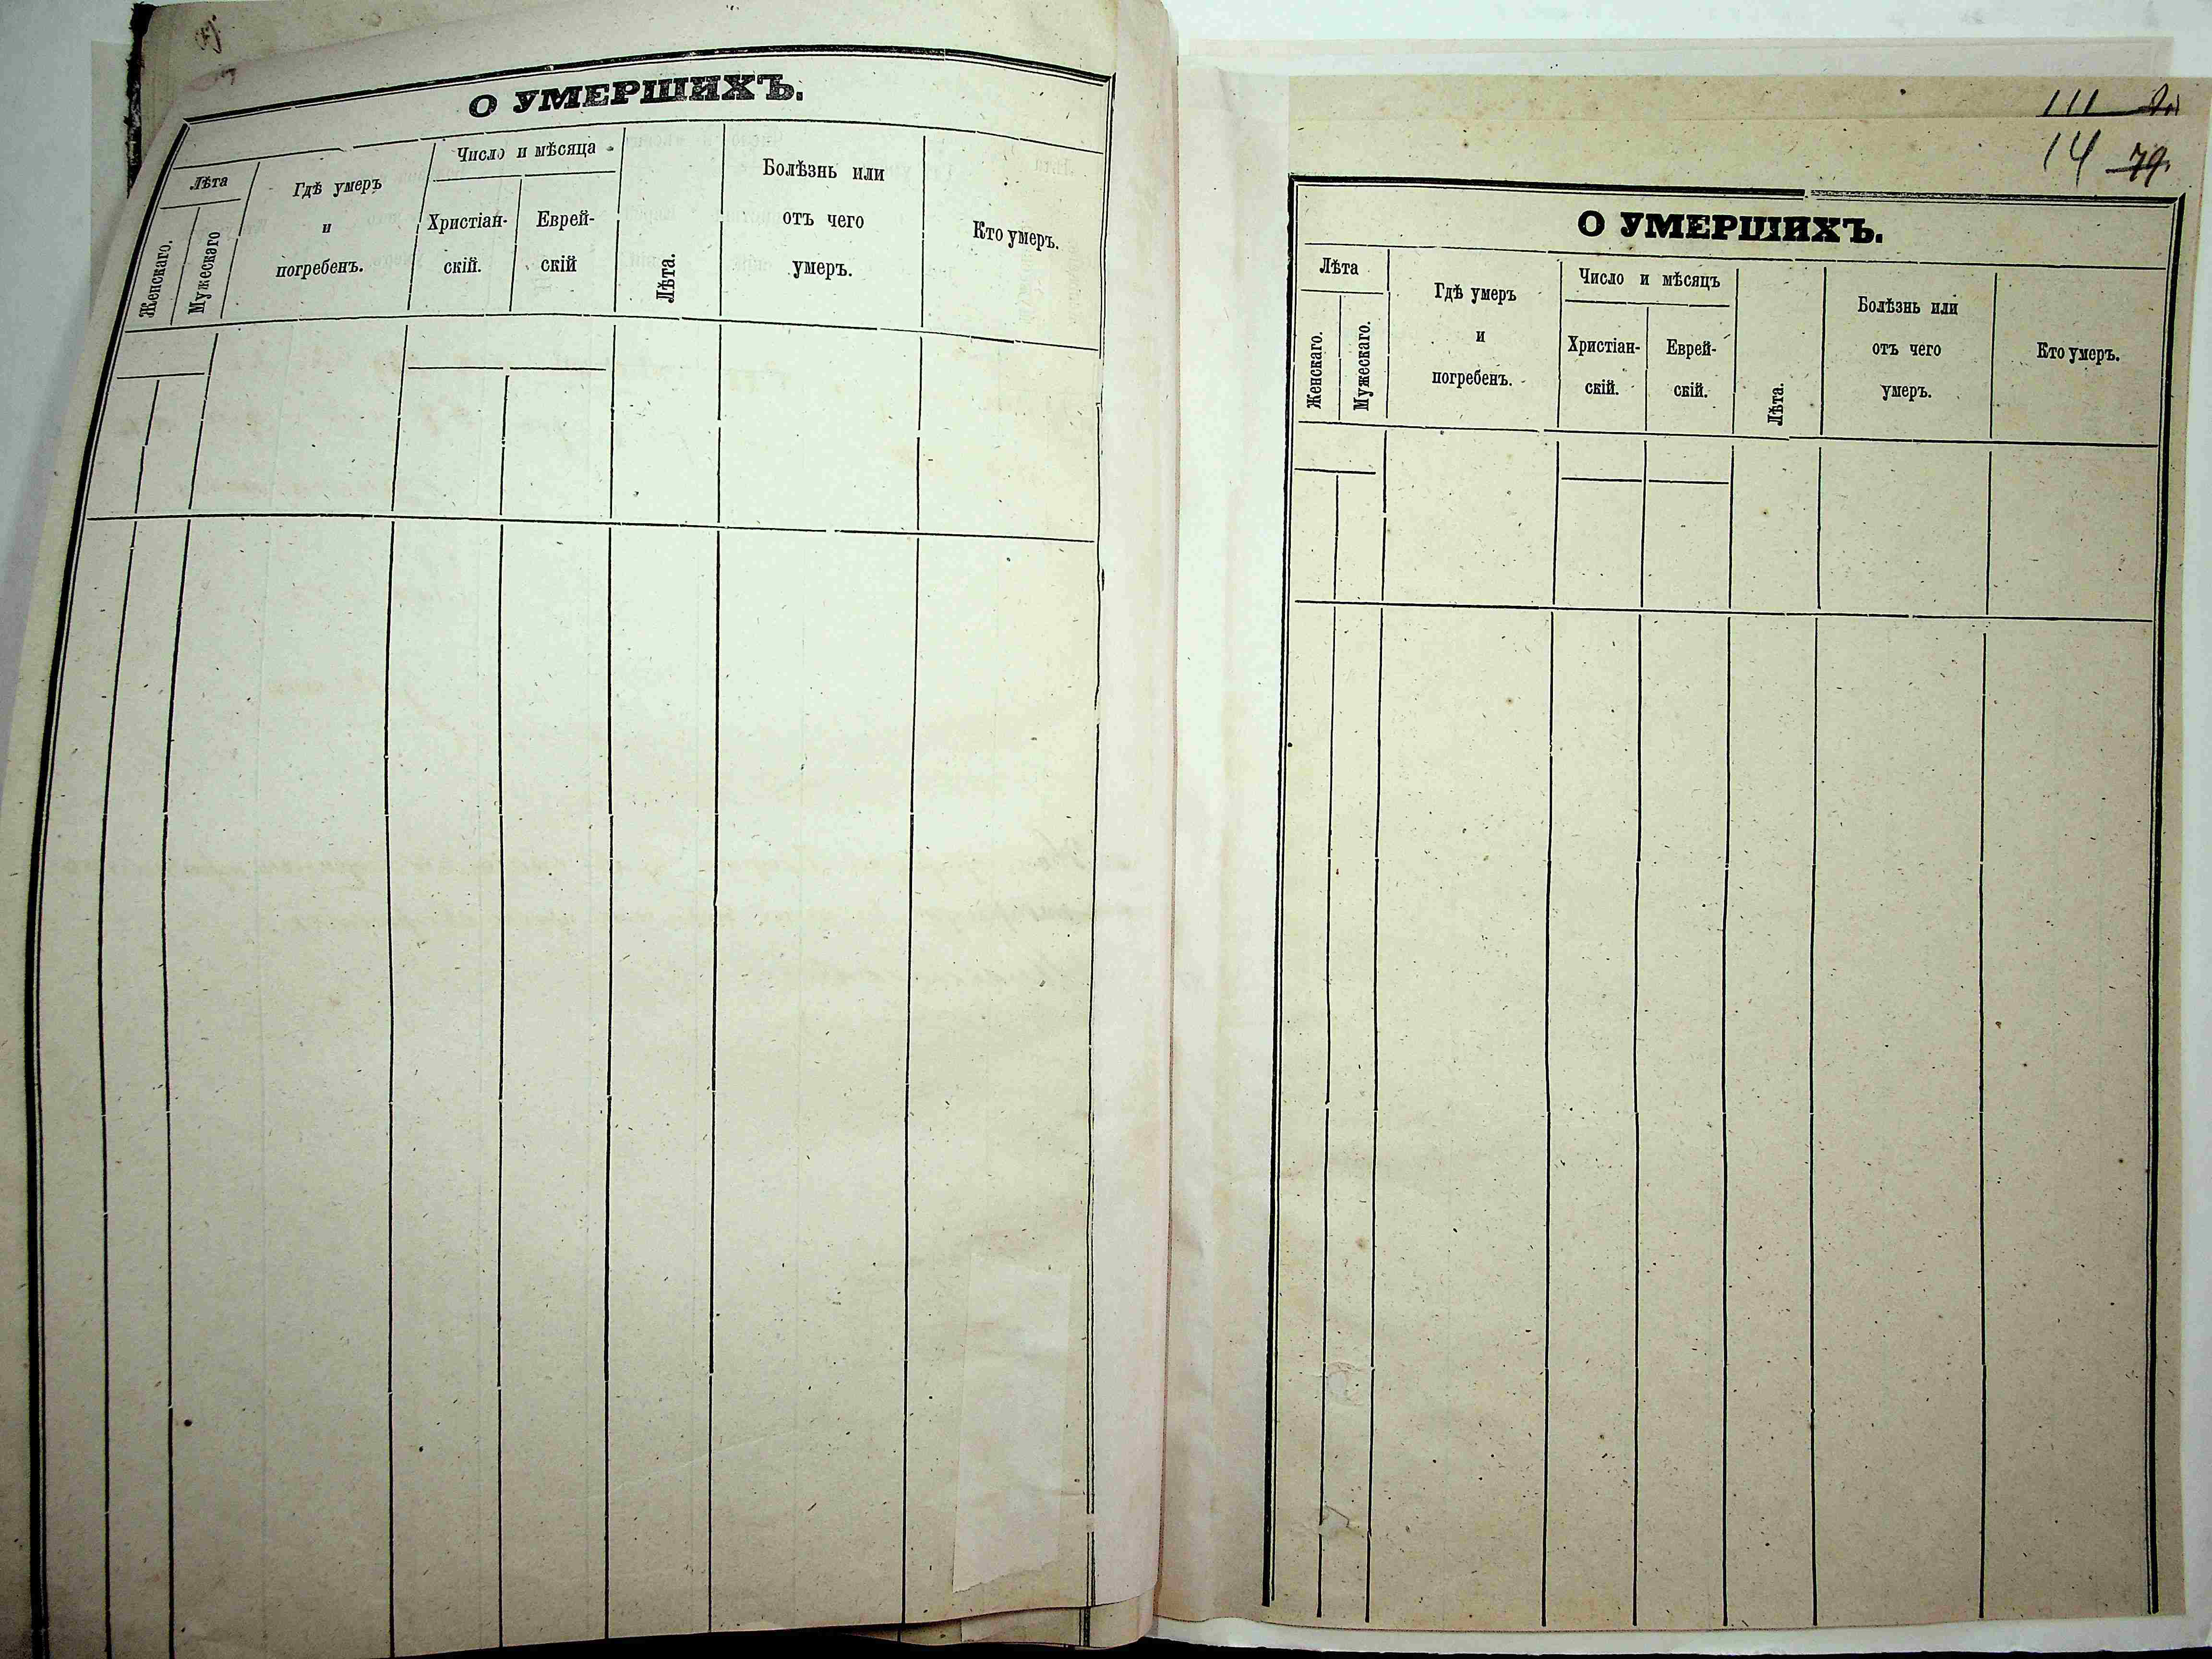 О УМЕРШИХЪ.
Лѣта
Женскаго.
Мужескаго
Гдѣ умеръ
и
погребенъ.
Число и мѣсяца
Христіан-
скій.
Еврей-
скій
Лѣта.
Болѣзнь или
отъ чего
умеръ.
Кто умеръ.
111
14 79.
О УМЕРШИХЪ.
Лѣта
Женскаго.
Мужескаго.
Гдѣ умеръ
и
погребенъ.
Число и мѣсяцъ
Христіан-
скій.
Еврей-
скій.
Лѣта.
Болѣзнь или
отъ чего
умеръ.
Кто умеръ.